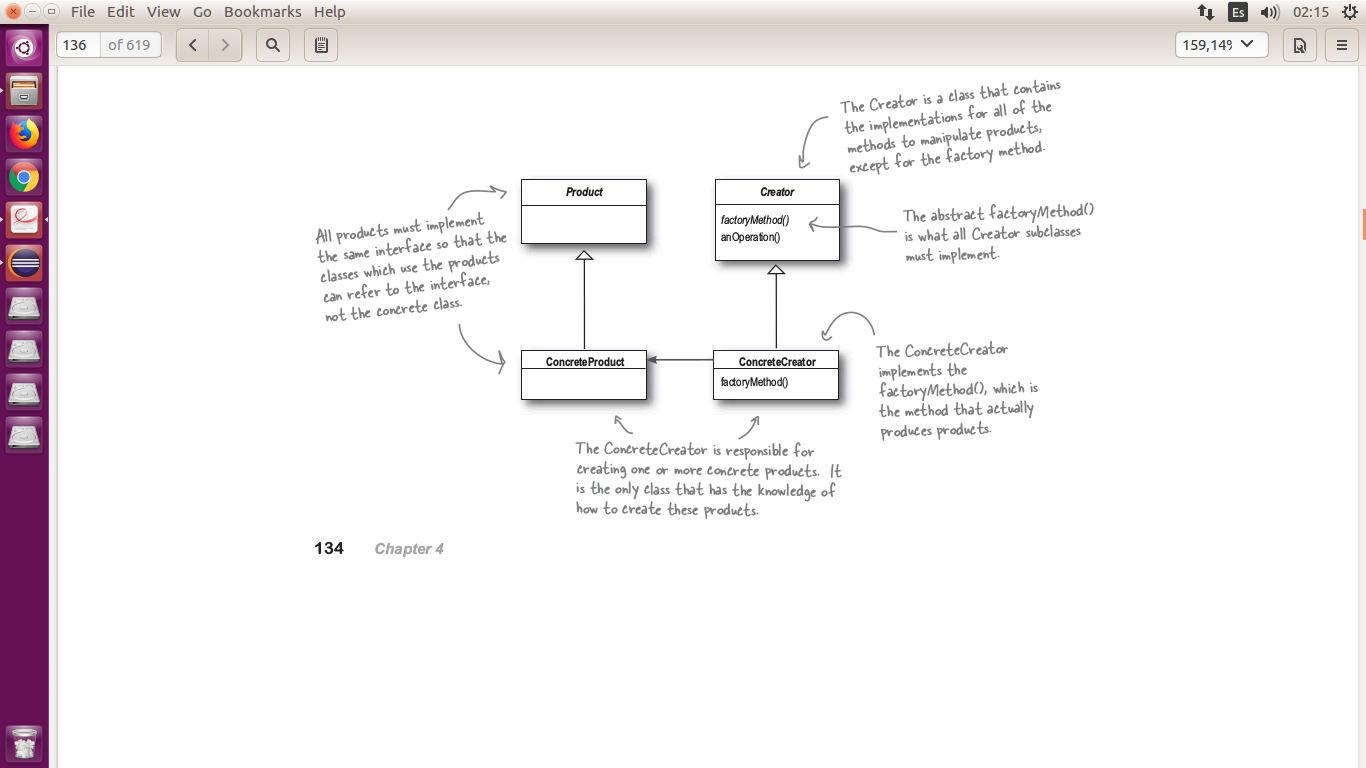 File Edit View Go Bookmarks Help
Es
02:15
136 of 619
159,14%
The Creator is a class that contains
the implementations for all of the
methods to manipulate products,
except for the factory method.
Product
Creator
factoryMethod()
anOperation()
The abstract factoryMethod()
is what all Creator subclasses
must implement.
All products must implement
the same interface so that the
classes which use the products
can refer to the interface,
not the concrete class.
ConcreteProduct
ConcreteCreator
factoryMethod()
The ConcreteCreator
implements the
factoryMethod(), which is
the method that actually
produces products.
The ConcreteCreator is responsible for
creating one or more concrete products. It
is the only class that has the knowledge of
how to create these products.
134 Chapter 4